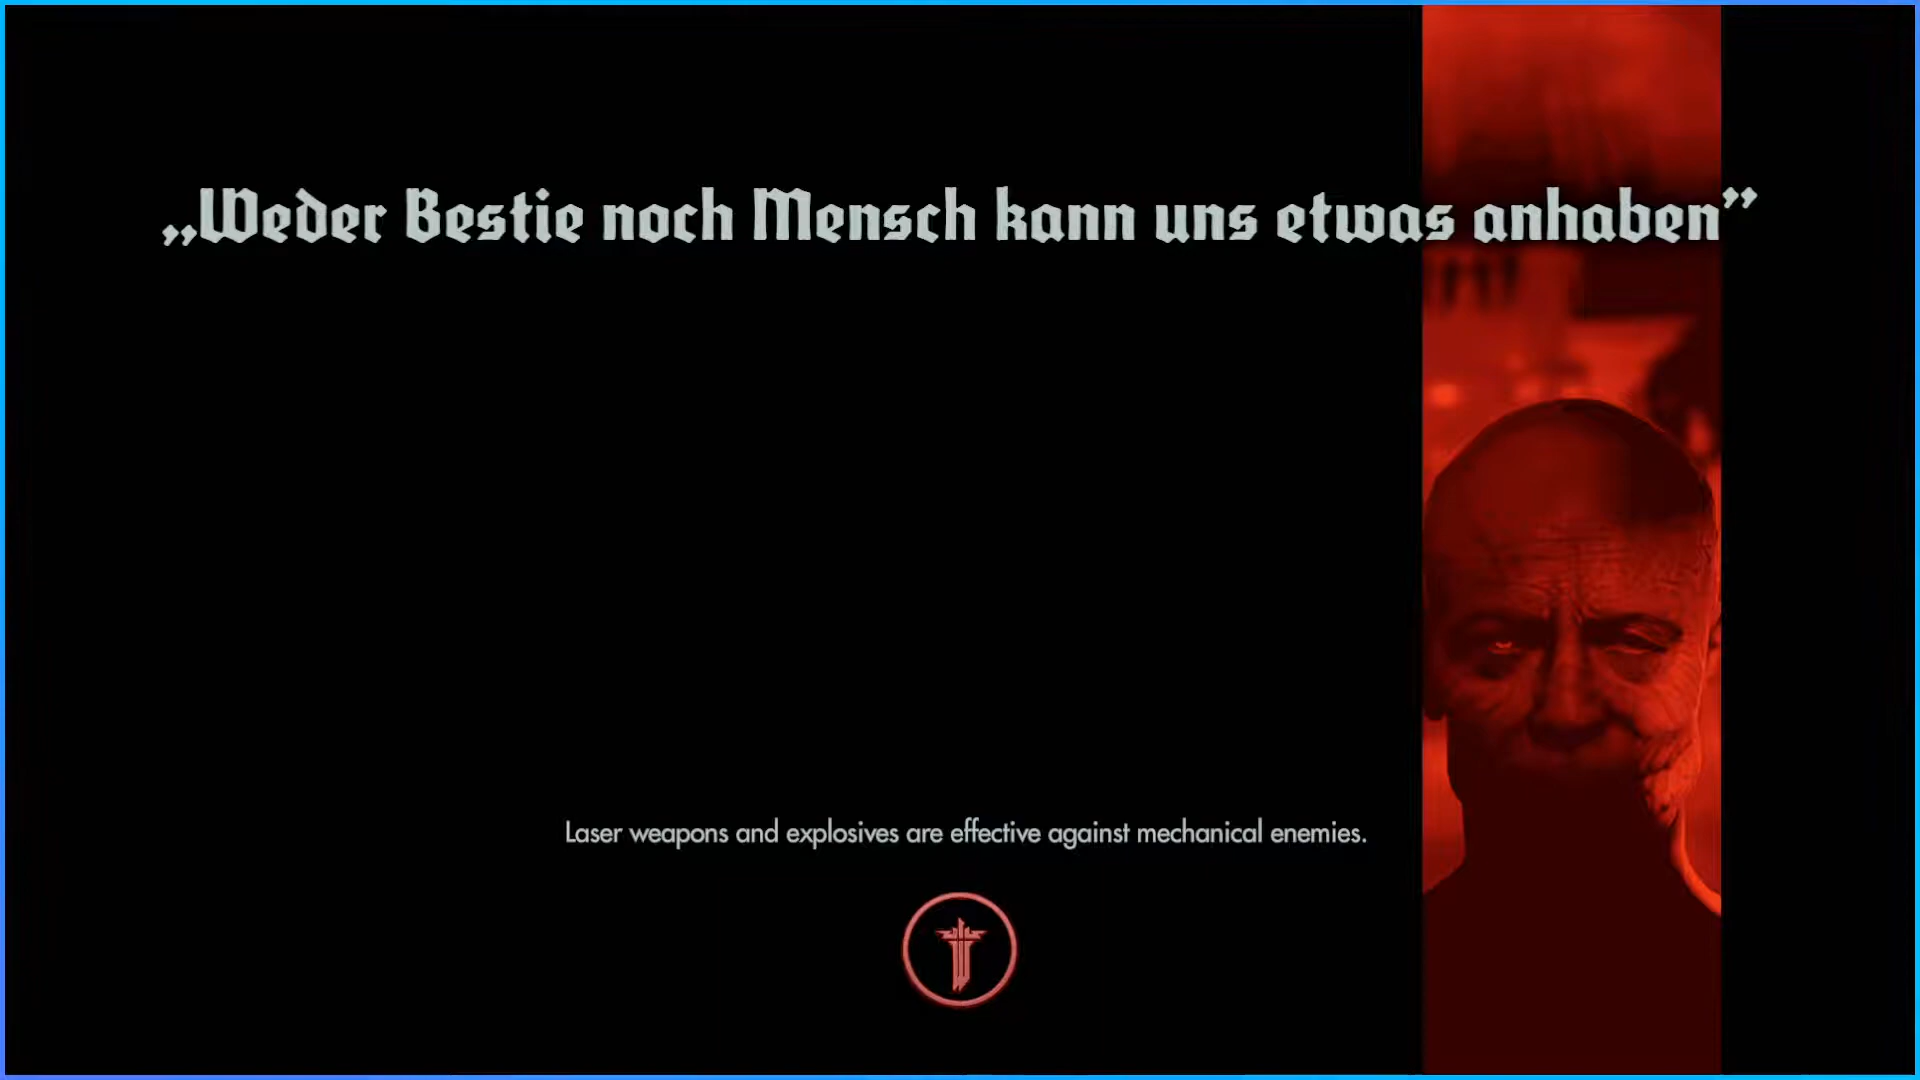 „Weder Bestie noch Mensch kann uns etwas anhaben”
Laser weapons and explosives are effective against mechanical enemies.